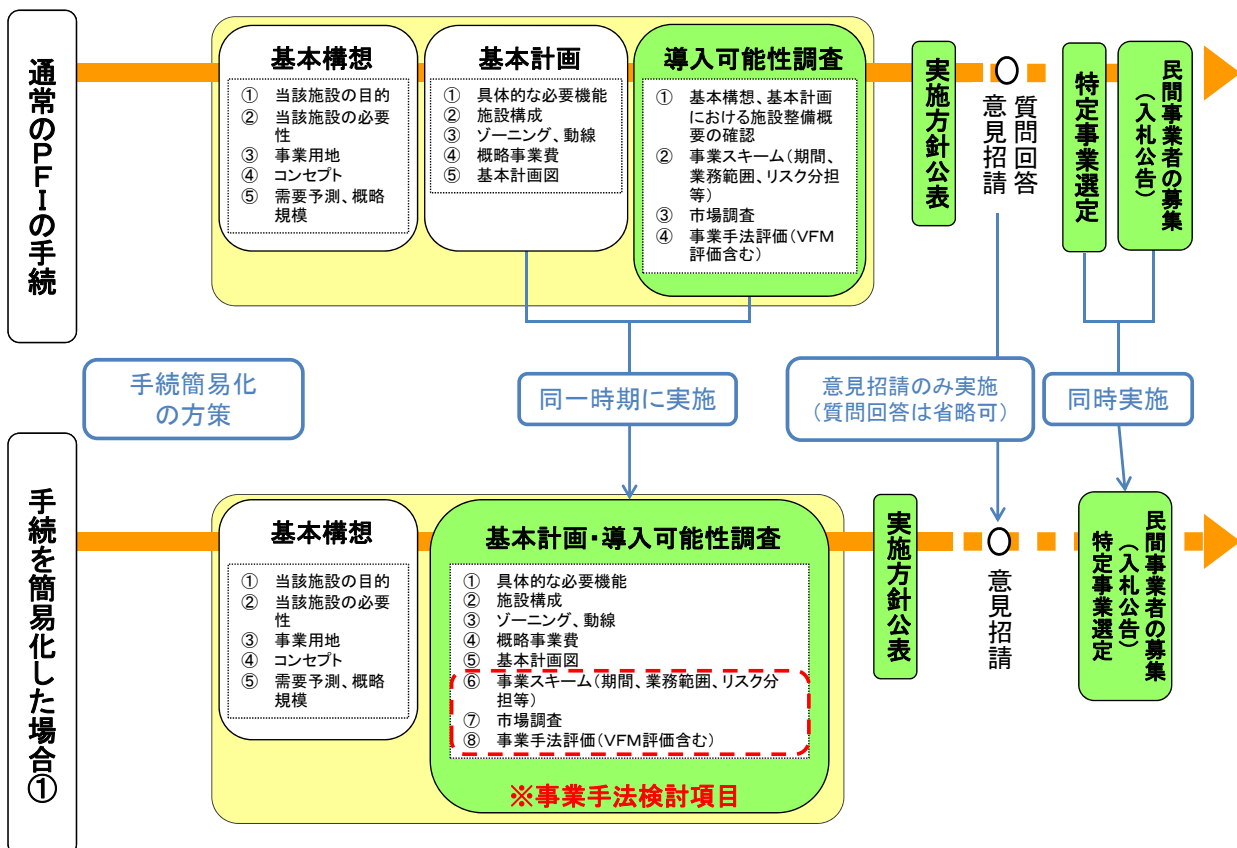 通常のPFIの手続
基本構想
① 当該施設の目的
② 当該施設の必要
性
③ 事業用地
④ コンセプト
⑤ 需要予測、概略
規模
基本計画
① 具体的な必要機能
② 施設構成
③ ゾーニング、動線
④ 概略事業費
⑤ 基本計画図
導入可能性調査
① 基本構想、基本計画
における施設整備概
要の確認
② 事業スキーム(期間、
業務範囲、リスク分担
等)
③ 市場調査
④ 事業手法評価(VFM
評価含む)
実施方針公表
質問回答
意見招請
特定事業選定
民間事業者の募集
(入札公告)
手続簡易化
の方策
同一時期に実施
意見招請のみ実施
(質問回答は省略可)
同時実施
手続を簡易化した場合①
基本構想
① 当該施設の目的
② 当該施設の必要
性
③ 事業用地
④ コンセプト
⑤ 需要予測、概略
規模
基本計画・導入可能性調査
① 具体的な必要機能
② 施設構成
③ ゾーニング、動線
④ 概略事業費
⑤ 基本計画図
⑥ 事業スキーム(期間、業務範囲、リスク分
担等)
⑦ 市場調査
⑧ 事業手法評価(VFM評価含む)
※事業手法検討項目
実施方針公表
意見招請
民間事業者の募集
(入札公告)
特定事業選定